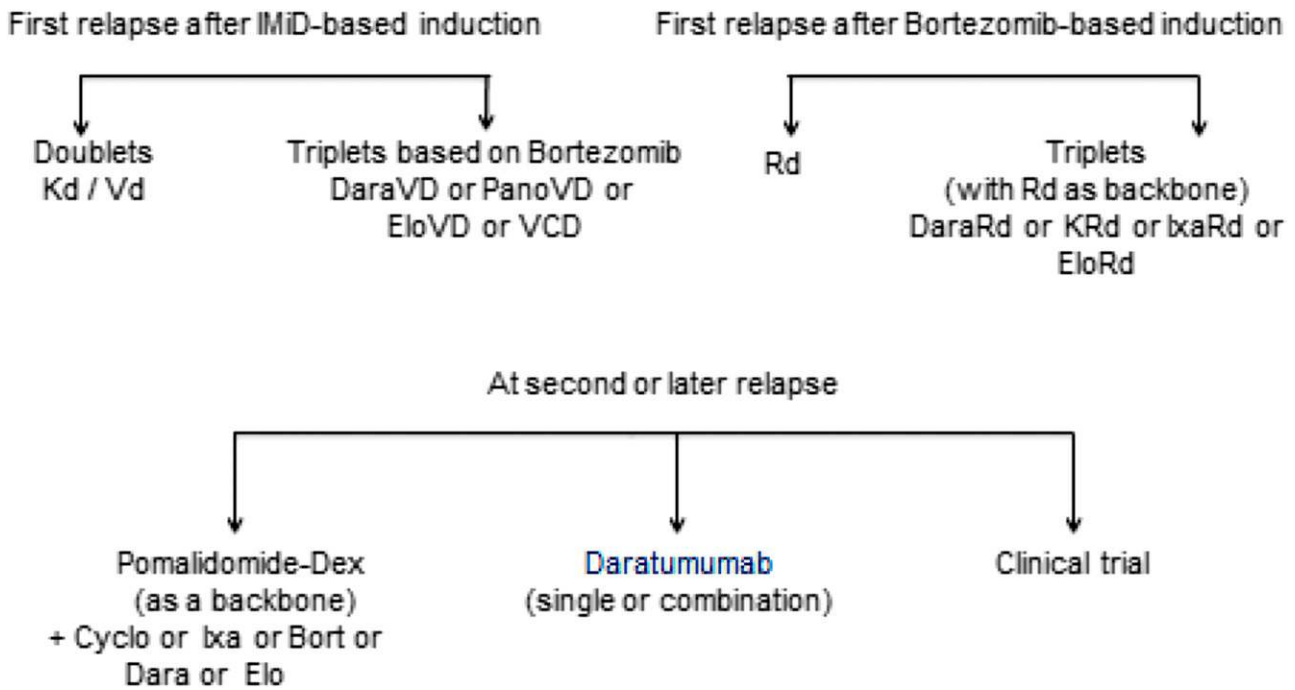 First relapse after IMiD-based induction
First relapse after Bortezomib-based induction
Doublets
Kd / Vd
Triplets based on Bortezomib
DaraVD or PanoVD or
EloVD or VCD
Rd
Triplets
(with Rd as backbone)
DaraRd or KRd or IxaRd or
EloRd
At second or later relapse
Pomalidomide-Dex
(as a backbone)
+ Cyclo or Ixa or Bort or
Dara or Elo
Daratumumab
(single or combination)
Clinical trial